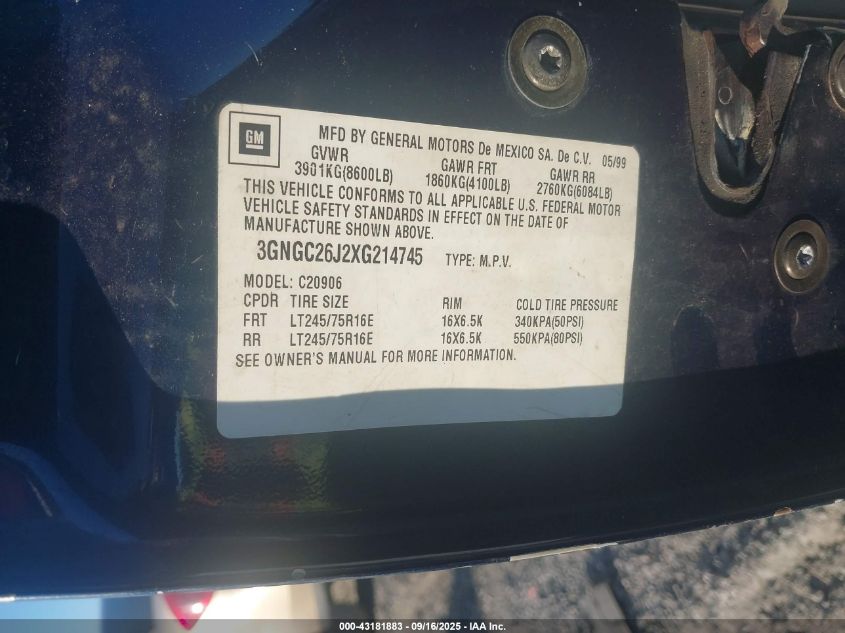 GM
MFD BY GENERAL MOTORS De MEXICO SA. De C.V. 05/99
GVWR GAWR FRT GAWR RR
3901KG(8600LB) 1860KG(4100LB) 2760KG(6084LB)
THIS VEHICLE CONFORMS TO ALL APPLICABLE U.S. FEDERAL MOTOR
VEHICLE SAFETY STANDARDS IN EFFECT ON THE DATE OF
MANUFACTURE SHOWN ABOVE.
3GNGC26J2XG214745 TYPE: M.P.V.
MODEL: C20906
CPDR TIRE SIZE RIM COLD TIRE PRESSURE
FRT LT245/75R16E 16X6.5K 340KPA(50PSI)
RR LT245/75R16E 16X6.5K 550KPA(80PSI)
SEE OWNER'S MANUAL FOR MORE INFORMATION.
000-43181883 - 09/16/2025 - IAA Inc.